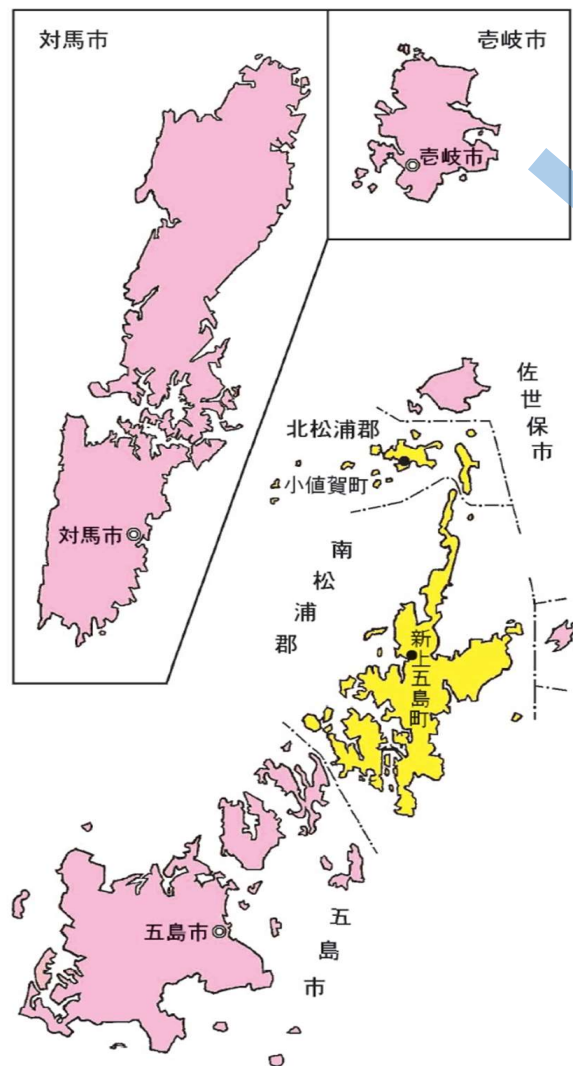 対馬市
壱岐市
壱岐市
佐世保市
北松浦郡
小値賀町
対馬市
南松浦郡
新上五島町
五島市
五島市